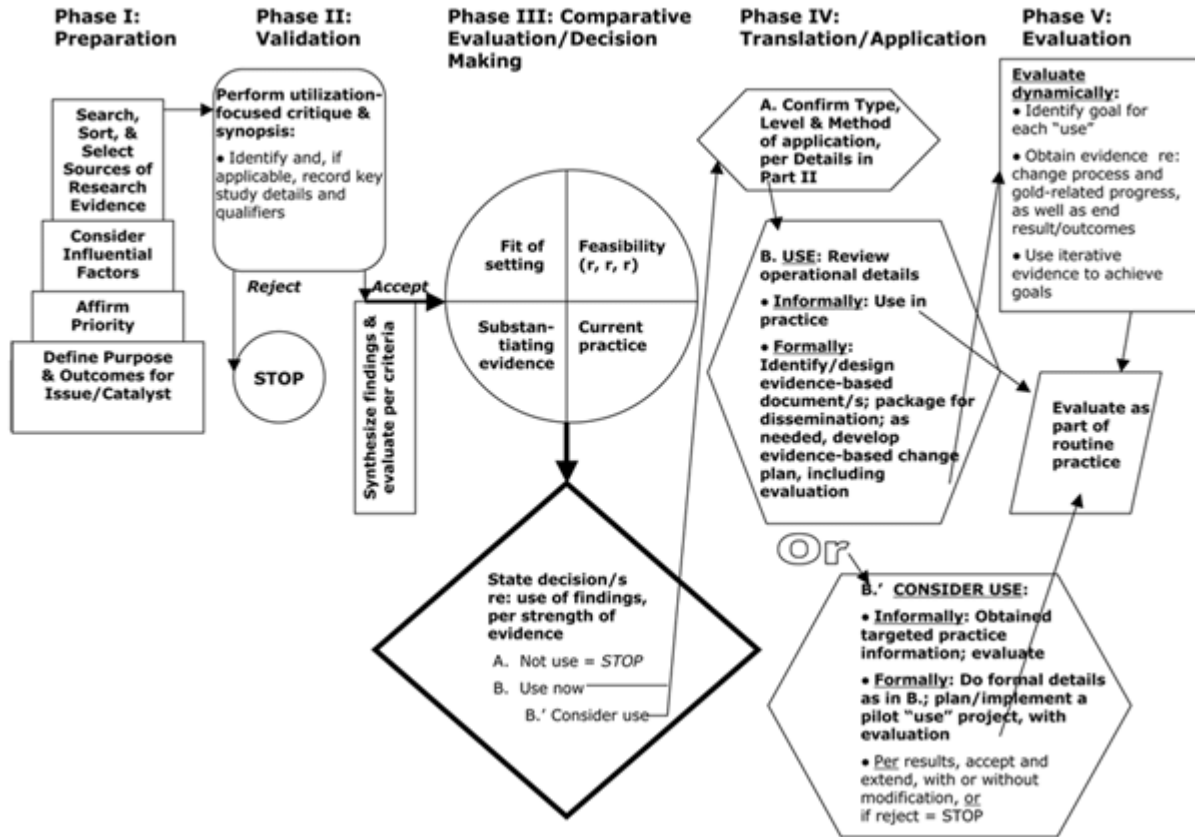 Phase I:
Preparation
Phase II:
Validation
Phase III: Comparative
Evaluation/Decision
Making
Phase IV:
Translation/Application
Phase V:
Evaluation
Search,
Sort, &
Select
Sources of
Research
Evidence
Consider
Influential
Factors
Affirm
Priority
Define Purpose
& Outcomes for
Issue/Catalyst
Perform utilization-
focused critique &
synopsis:
• Identify and, if
applicable, record key
study details and
qualifiers
Reject
STOP
Accept
Synthesize findings &
evaluate per criteria
Fit of
setting
Feasibility
(r, r, r)
Substan-
tiating
evidence
Current
practice
State decision/s
re: use of findings,
per strength of
evidence
A. Not use = STOP
B. Use now
B.’ Consider use
A. Confirm Type,
Level & Method
of application,
per Details in
Part II
B. USE: Review
operational details
• Informally: Use in
practice
• Formally:
Identify/design
evidence-based
document/s; package
for dissemination; as
needed, develop
evidence-based change
plan, including
evaluation
Or
B.’ CONSIDER USE:
• Informally: Obtained
targeted practice
information; evaluate
• Formally: Do formal details
as in B.; plan/implement a
pilot “use” project, with
evaluation
• Per results, accept and
extend, with or without
modification, or
if reject = STOP
Evaluate
dynamically:
• Identify goal for
each “use”
• Obtain evidence re:
change process and
gold-related progress,
as well as end
result/outcomes
• Use iterative
evidence to achieve
goals
Evaluate as
part of
routine
practice